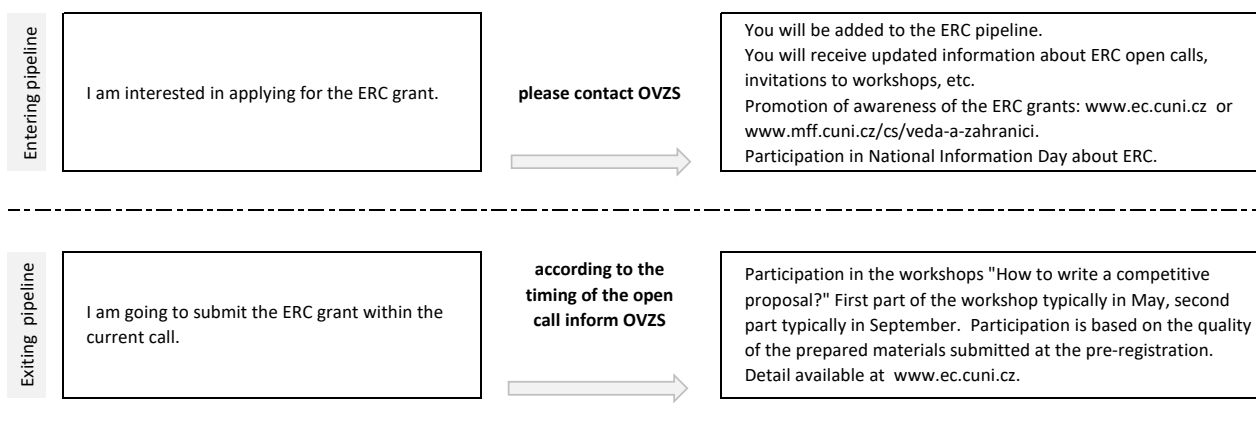 Entering pipeline
I am interested in applying for the ERC grant.
please contact OVZS
You will be added to the ERC pipeline.
You will receive updated information about ERC open calls,
invitations to workshops, etc.
Promotion of awareness of the ERC grants: www.ec.cuni.cz or
www.mff.cuni.cz/cs/veda-a-zahranici.
Participation in National Information Day about ERC.
Exiting pipeline
I am going to submit the ERC grant within the
current call.
according to the
timing of the open
call inform OVZS
Participation in the workshops "How to write a competitive
proposal?" First part of the workshop typically in May, second
part typically in September. Participation is based on the quality
of the prepared materials submitted at the pre-registration.
Detail available at www.ec.cuni.cz.